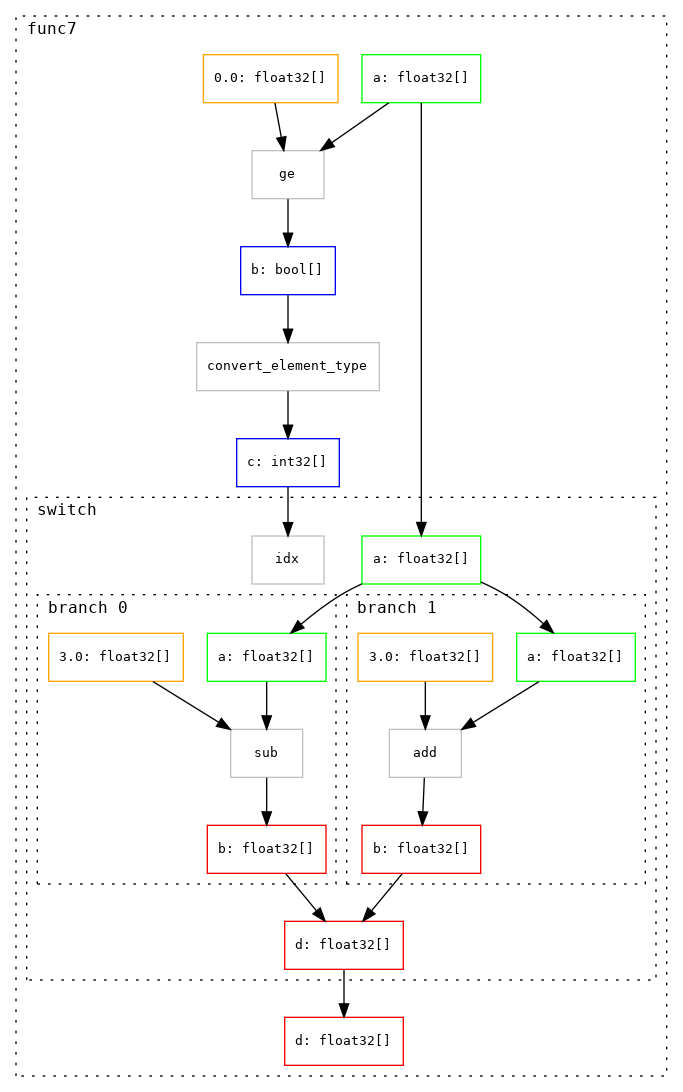 func7
0.0: float32[]
a: float32[]
ge
b: bool[]
convert_element_type
c: int32[]
switch
idx
a: float32[]
branch 0
branch 1
3.0: float32[]
a: float32[]
3.0: float32[]
a: float32[]
sub
add
b: float32[]
b: float32[]
d: float32[]
d: float32[]